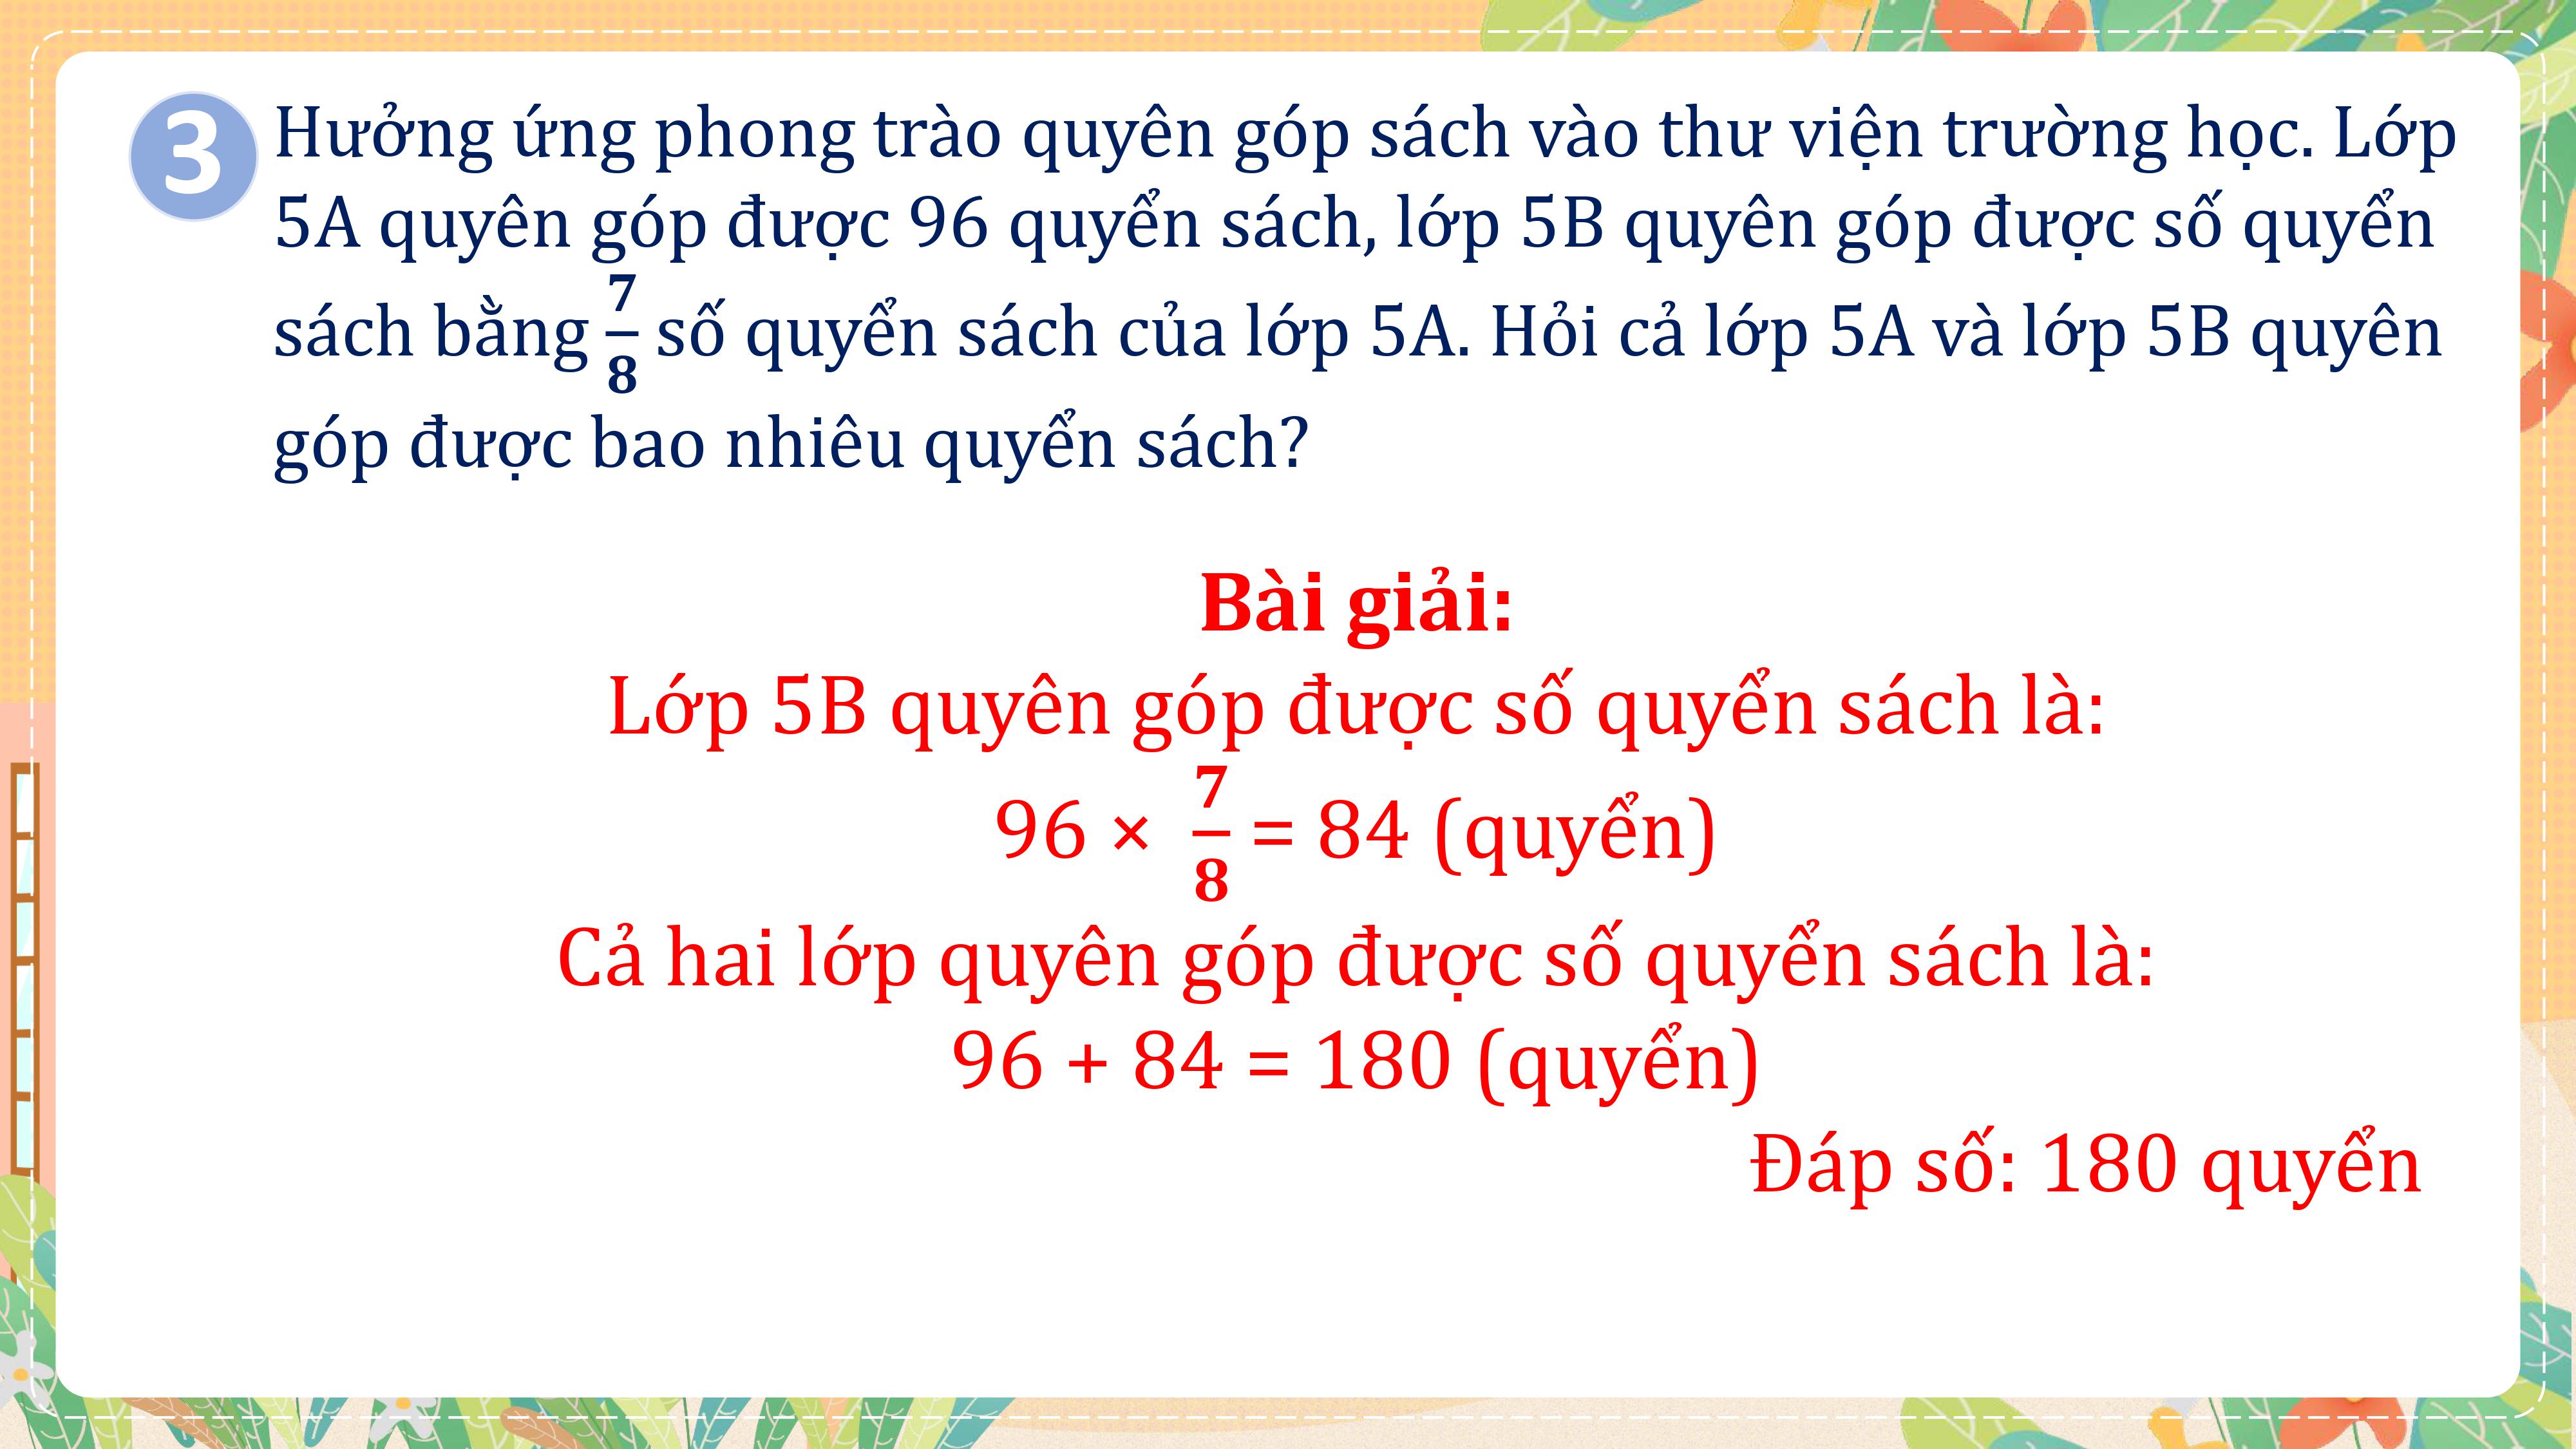 3 Hưởng ứng phong trào quyên góp sách vào thư viện trường học. Lớp
5A quyên góp được 96 quyển sách, lớp 5B quyên góp được số quyển
sách bằng 7/8 số quyển sách của lớp 5A. Hỏi cả lớp 5A và lớp 5B quyên
góp được bao nhiêu quyển sách?
Bài giải:
Lớp 5B quyên góp được số quyển sách là:
96 × 7/8 = 84 (quyển)
Cả hai lớp quyên góp được số quyển sách là:
96 + 84 = 180 (quyển)
Đáp số: 180 quyển